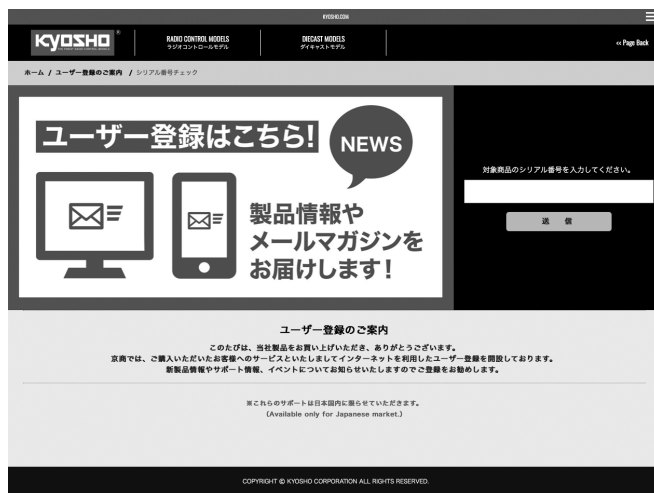 KYOSHO.COM
KYOSHO®
RADIO CONTROL MODELS
ラジオコントロールモデル
DIECAST MODELS
ダイキャストモデル
<< Page Back
ホーム / ユーザー登録のご案内 / シリアル番号チェック
ユーザー登録はこちら!
NEWS
製品情報や
メールマガジンを
お届けします!
対象商品のシリアル番号を入力してください。
送 信
ユーザー登録のご案内
このたびは、当社製品をお買い上げいただき、ありがとうございます。
京商では、ご購入いただいたお客様へのサービスといたしましてインターネットを利用したユーザー登録を開設しております。
新製品情報やサポート情報、イベントについてお知らせいたしますのでご登録をお勧めします。
※これらのサポートは日本国内に限らせていただきます。
(Available only for Japanese market.)
COPYRIGHT © KYOSHO CORPORATION ALL RIGHTS RESERVED.